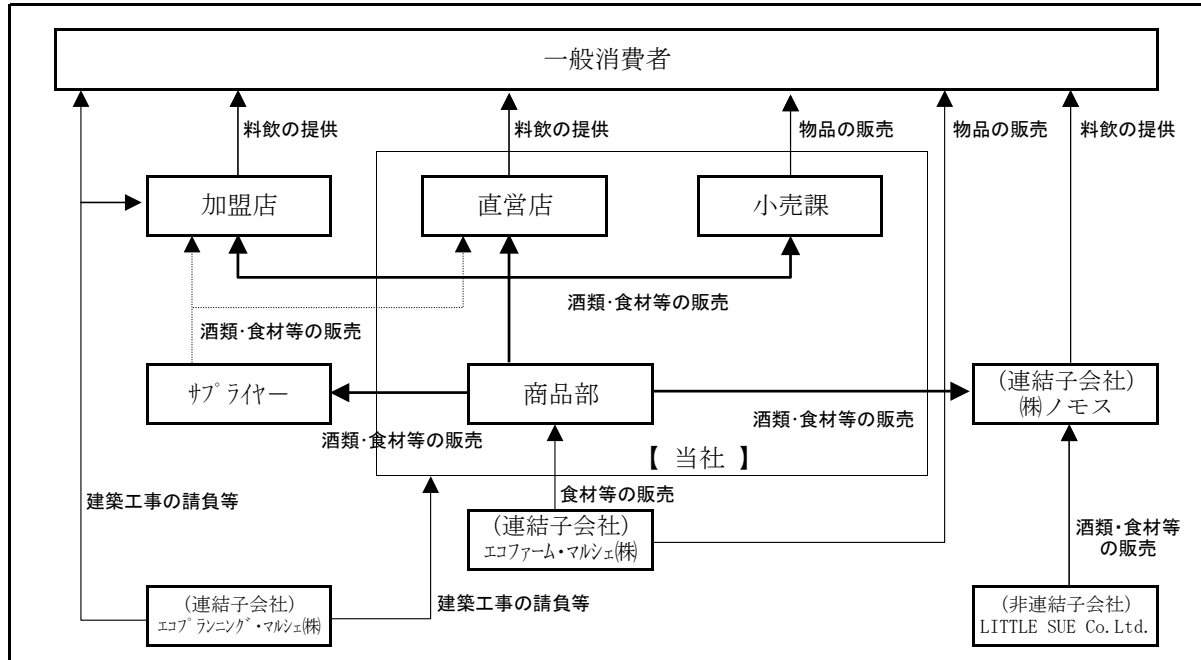 一般消費者
料飲の提供
料飲の提供
物品の販売
物品の販売
料飲の提供
加盟店
直営店
小売課
酒類･食材等の販売
酒類･食材等の販売
ｻﾌﾟﾗｲﾔー
商品部
(連結子会社)
㈱ノモス
酒類･食材等の販売
酒類･食材等の販売
【 当社 】
建築工事の請負等
食材等の販売
(連結子会社)
エコファーム・マルシェ㈱
酒類･食材等
の販売
建築工事の請負等
(連結子会社)
ｴｺﾌﾟﾗﾝﾆﾝｸﾞ・ﾏﾙｼｪ㈱
(非連結子会社)
LITTLE SUE Co.Ltd.